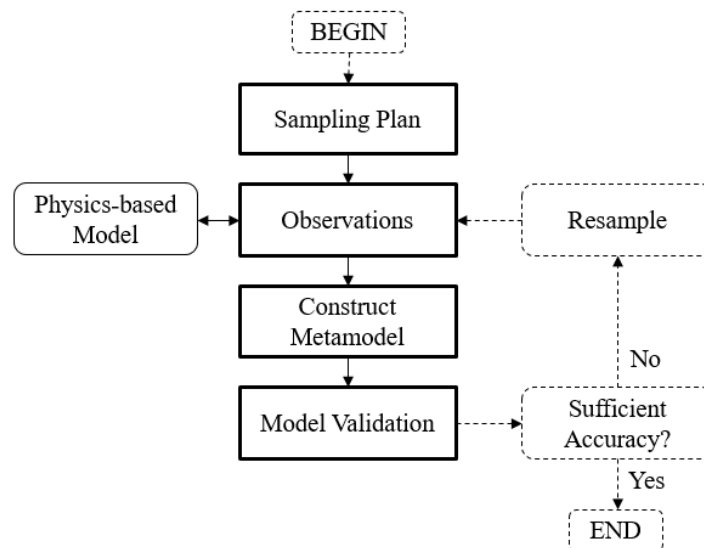 BEGIN
Sampling Plan
Physics-based
Model
Observations
Resample
Construct
Metamodel
No
Model Validation
Sufficient
Accuracy?
Yes
END